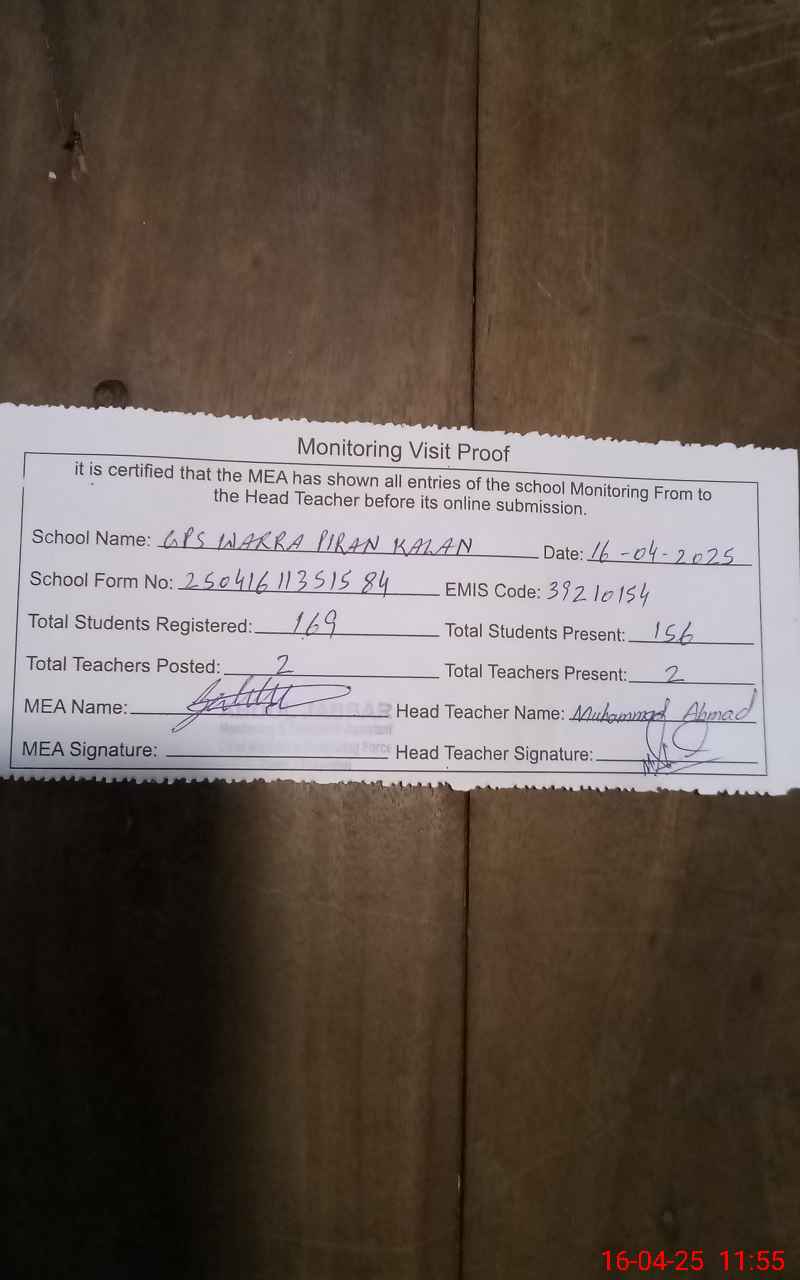 Monitoring Visit Proof
it is certified that the MEA has shown all entries of the school Monitoring From to
the Head Teacher before its online submission.
School Name: GPS WARRA PIRAN KALAN Date: 16-04-2025
School Form No: 25041611351584 EMIS Code: 39210154
Total Students Registered: 169 Total Students Present: 156
Total Teachers Posted: 2 Total Teachers Present: 2
MEA Name: Head Teacher Name: Muhammad Ahmad
MEA Signature: Head Teacher Signature:
16-04-25 11:55